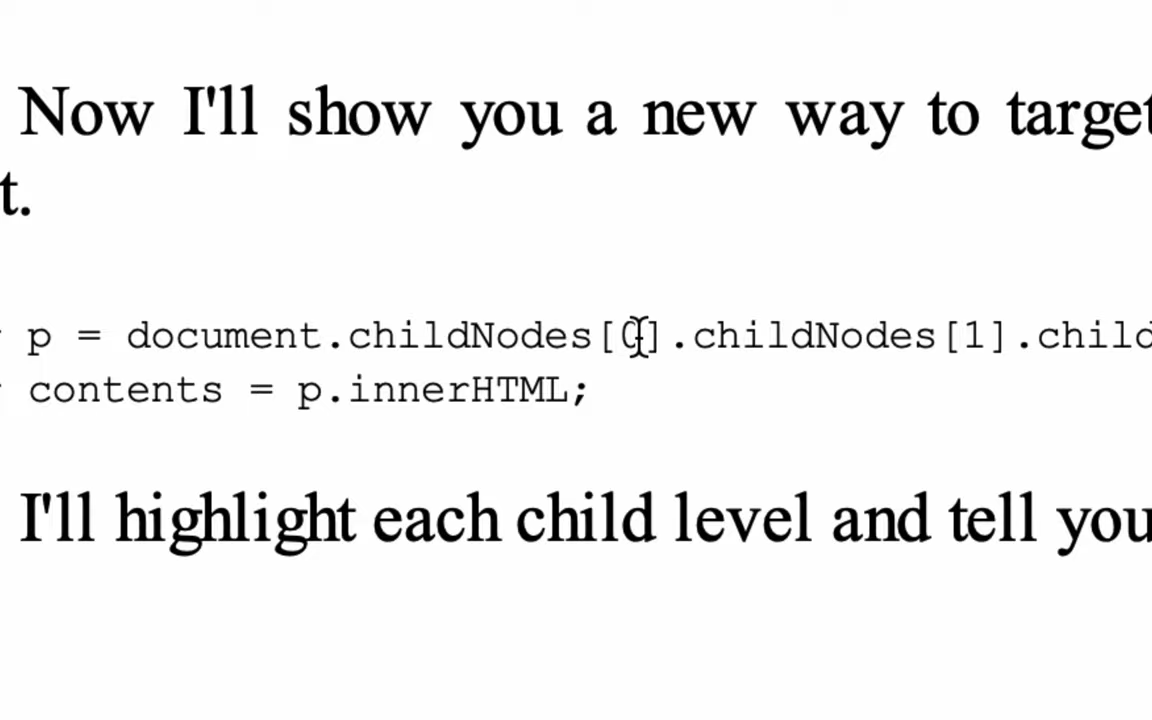 Now I'll show you a new way to target
t.
p = document.childNodes[0].childNodes[1].child
contents = p.innerHTML;
I'll highlight each child level and tell you